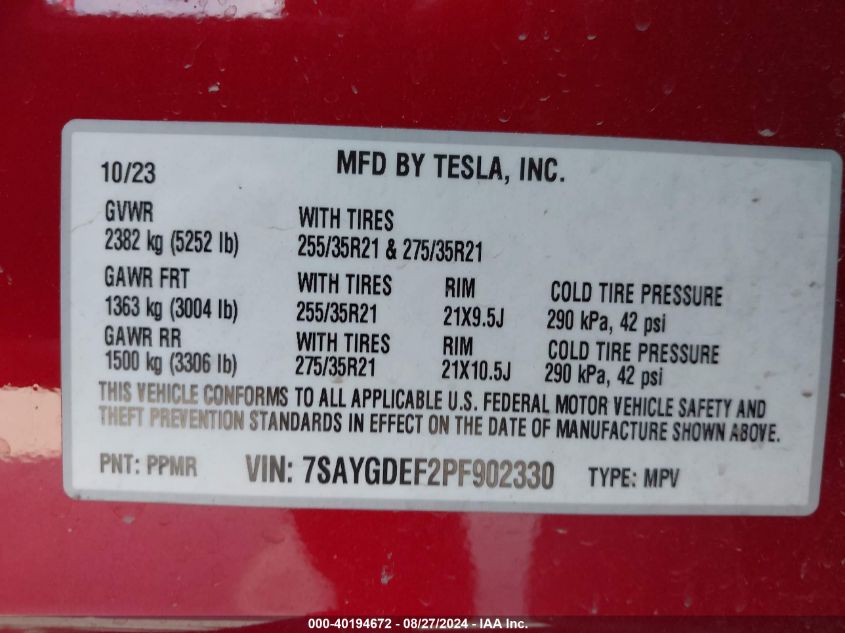 10/23 MFD BY TESLA, INC.
GVWR WITH TIRES
2382 kg (5252 lb) 255/35R21 & 275/35R21
GAWR FRT WITH TIRES RIM COLD TIRE PRESSURE
1363 kg (3004 lb) 255/35R21 21X9.5J 290 kPa, 42 psi
GAWR RR WITH TIRES RIM COLD TIRE PRESSURE
1500 kg (3306 lb) 275/35R21 21X10.5J 290 kPa, 42 psi
THIS VEHICLE CONFORMS TO ALL APPLICABLE U.S. FEDERAL MOTOR VEHICLE SAFETY AND
THEFT PREVENTION STANDARDS IN EFFECT ON THE DATE OF MANUFACTURE SHOWN ABOVE.
PNT: PPMR VIN: 7SAYGDEF2PF902330 TYPE: MPV
000-40194672 - 08/27/2024 - IAA Inc.